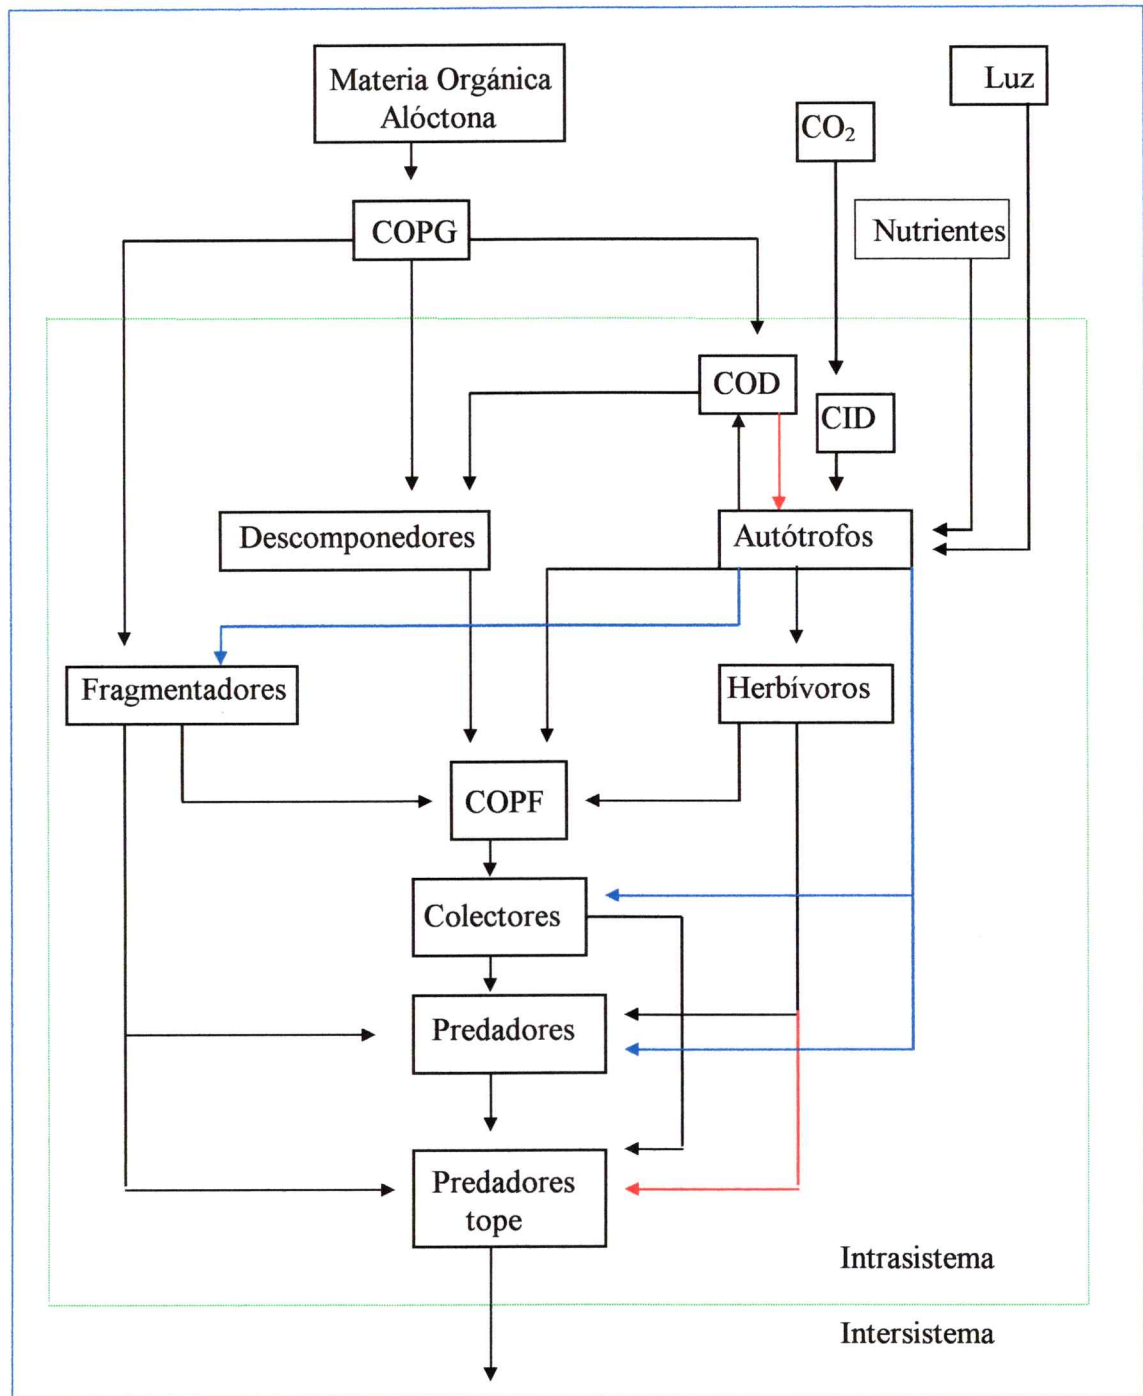 Materia Orgánica
Alóctona
Luz
CO₂
COPG
Nutrientes
COD
CID
Descomponedores
Autótrofos
Fragmentadores
Herbívoros
COPF
Colectores
Predadores
Predadores
tope
Intrasistema
Intersistema